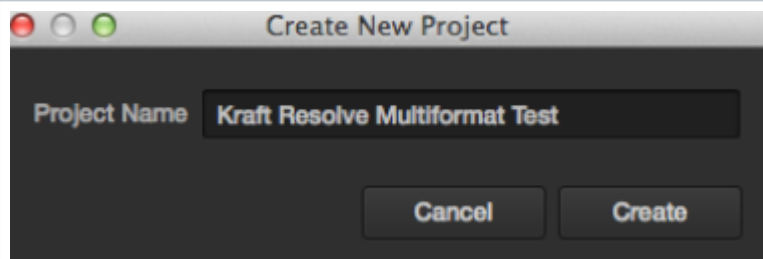 Create New Project
Project Name Kraft Resolve Multiformat Test
Cancel Create